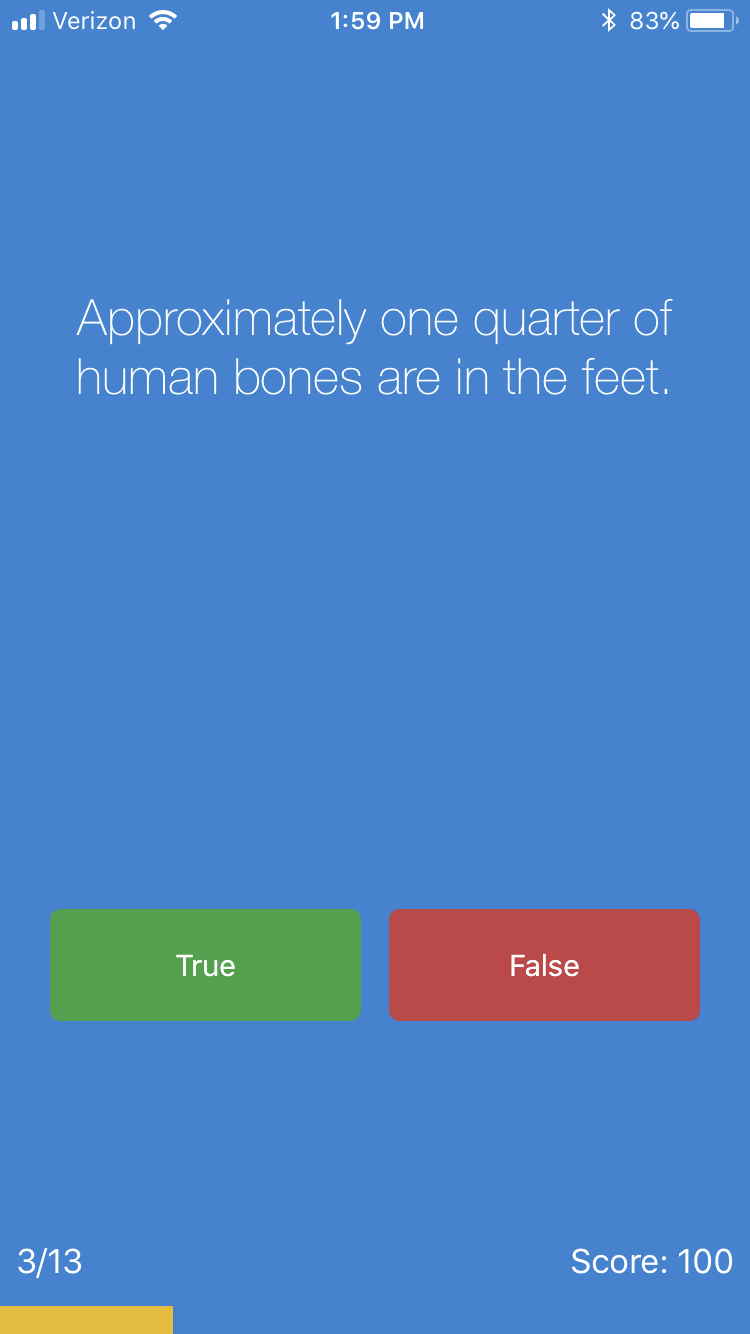 Verizon 1:59 PM 83%
Approximately one quarter of
human bones are in the feet.
True False
3/13 Score: 100